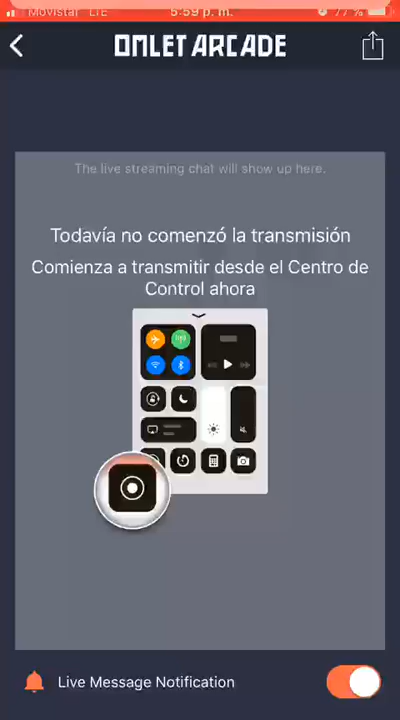 Movistar LTE 5:59 p. m. 77 %
OMLET ARCADE
The live streaming chat will show up here.
Todavía no comenzó la transmisión
Comienza a transmitir desde el Centro de
Control ahora
Live Message Notification